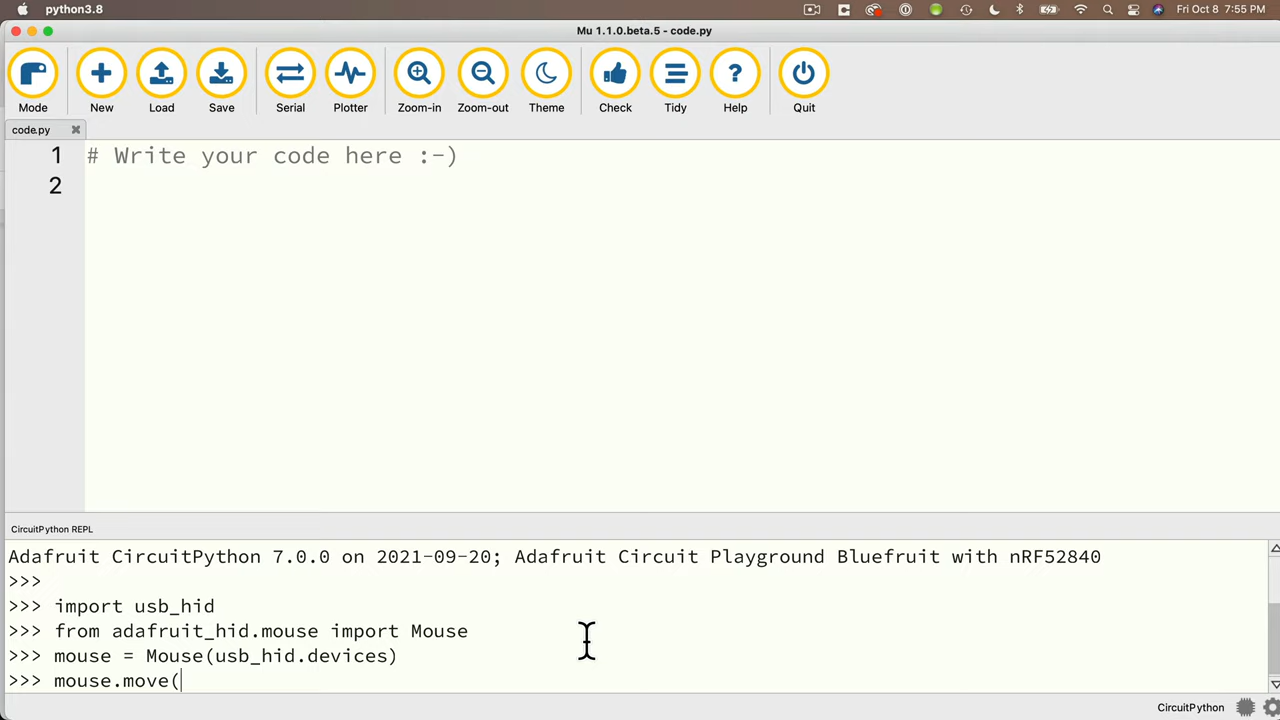 python3.8
Fri Oct 8 7:55 PM
Mu 1.1.0.beta.5 - code.py
Mode New Load Save Serial Plotter Zoom-in Zoom-out Theme Check Tidy Help Quit
code.py
1 # Write your code here :-)
2
CircuitPython REPL
Adafruit CircuitPython 7.0.0 on 2021-09-20; Adafruit Circuit Playground Bluefruit with nRF52840
>>>
>>> import usb_hid
>>> from adafruit_hid.mouse import Mouse
>>> mouse = Mouse(usb_hid.devices)
>>> mouse.move(
CircuitPython